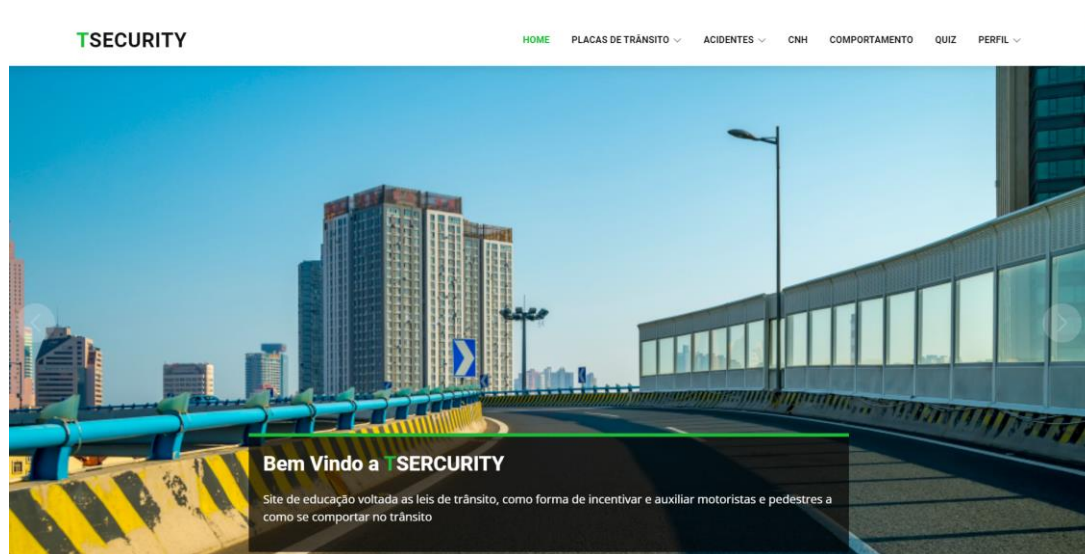 TSECURITY
HOME PLACAS DE TRÂNSITO ACIDENTES CNH COMPORTAMENTO QUIZ PERFIL
Bem Vindo a TSERCURITY
Site de educação voltada as leis de trânsito, como forma de incentivar e auxiliar motoristas e pedestres a
como se comportar no trânsito